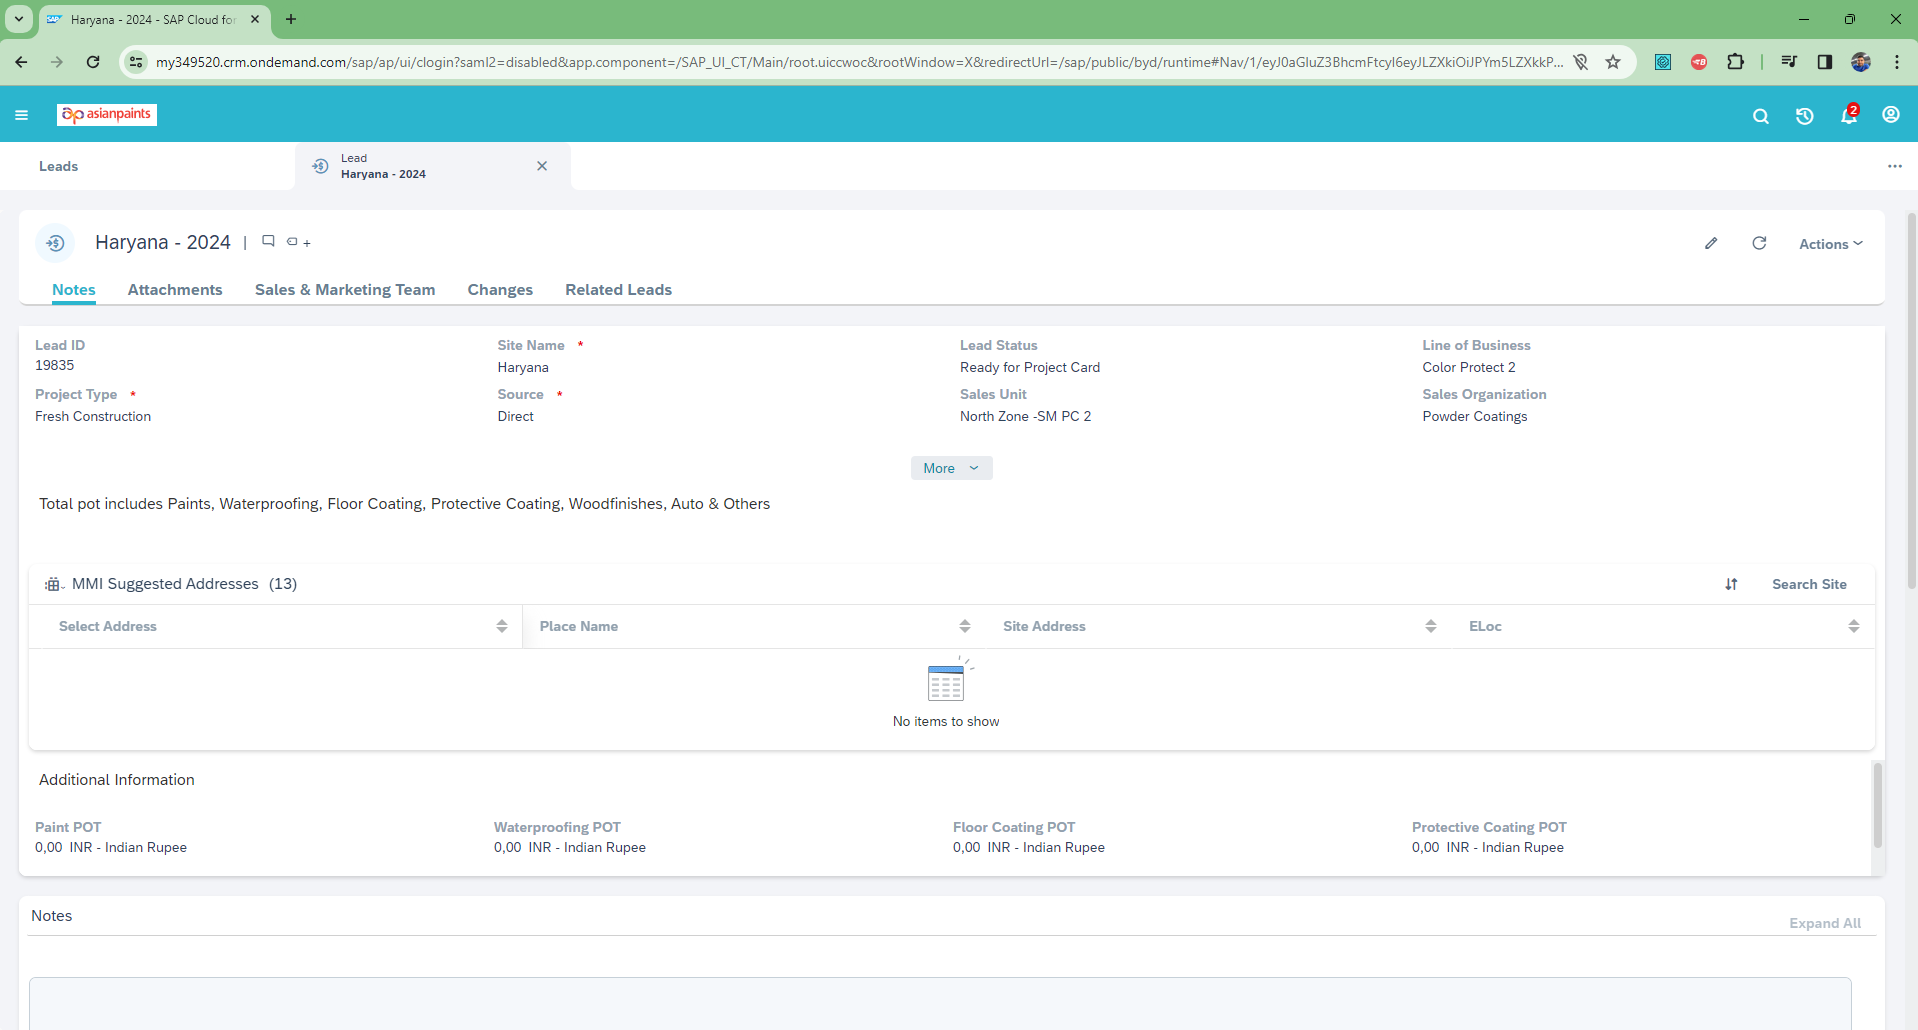 Haryana - 2024 - SAP Cloud for
my349520.crm.ondemand.com/sap/ap/ui/clogin?saml2=disabled&app.component=/SAP_UI_CT/Main/root.uiccwoc&rootWindow=X&redirectUrl=/sap/public/byd/runtime#Nav/1/eyJ0aGluZ3BhcmFtcyI6eyJLZXkiOiJPYm5LZXkkP...
asianpaints
2
Leads
Lead
Haryana - 2024
Haryana - 2024
Actions
Notes Attachments Sales & Marketing Team Changes Related Leads
Lead ID
19835
Site Name *
Haryana
Lead Status
Ready for Project Card
Line of Business
Color Protect 2
Project Type *
Fresh Construction
Source *
Direct
Sales Unit
North Zone -SM PC 2
Sales Organization
Powder Coatings
More
Total pot includes Paints, Waterproofing, Floor Coating, Protective Coating, Woodfinishes, Auto & Others
MMI Suggested Addresses (13)
Search Site
Select Address Place Name Site Address ELoc
No items to show
Additional Information
Paint POT
0,00 INR - Indian Rupee
Waterproofing POT
0,00 INR - Indian Rupee
Floor Coating POT
0,00 INR - Indian Rupee
Protective Coating POT
0,00 INR - Indian Rupee
Notes
Expand All